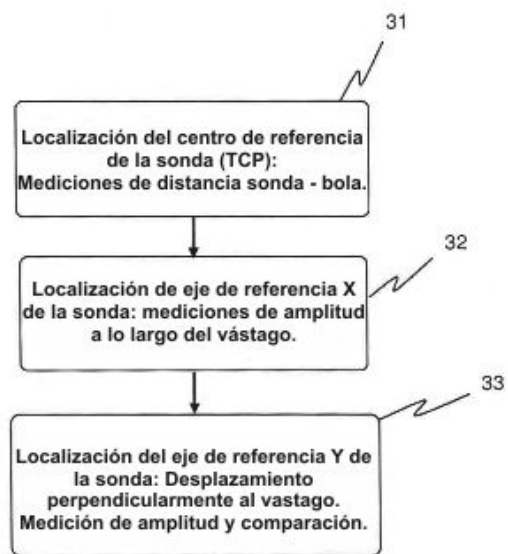 31
Localización del centro de referencia
de la sonda (TCP):
Mediciones de distancia sonda - bola.
32
Localización de eje de referencia X
de la sonda: mediciones de amplitud
a lo largo del vástago.
33
Localización del eje de referencia Y de
la sonda: Desplazamiento
perpendicularmente al vastago.
Medición de amplitud y comparación.